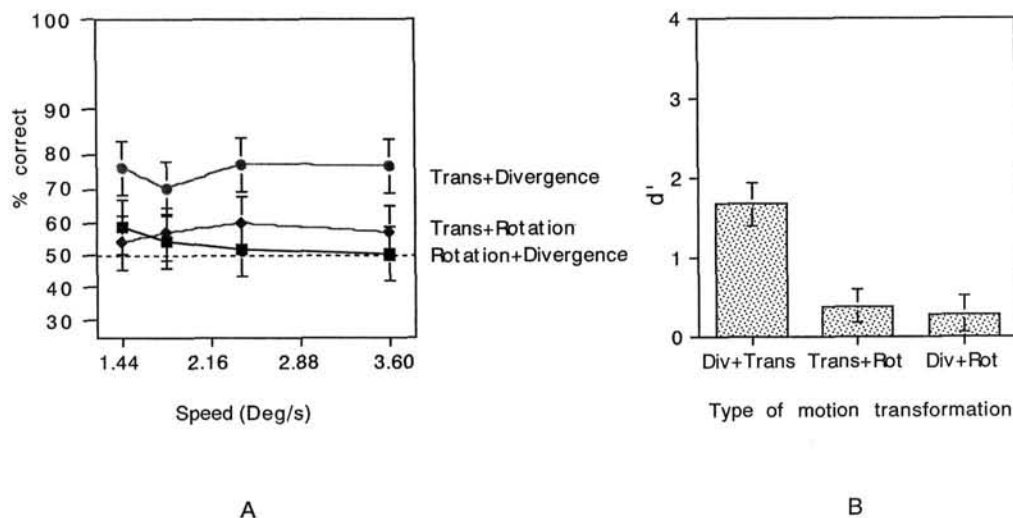 100
90
80
70
60
50
40
30
% correct
1.44 2.16 2.88 3.60
Speed (Deg/s)
Trans+Divergence
Trans+Rotation
Rotation+Divergence
A
4
3
2
1
0
d'
Div+Trans Trans+Rot Div+Rot
Type of motion transformation
B